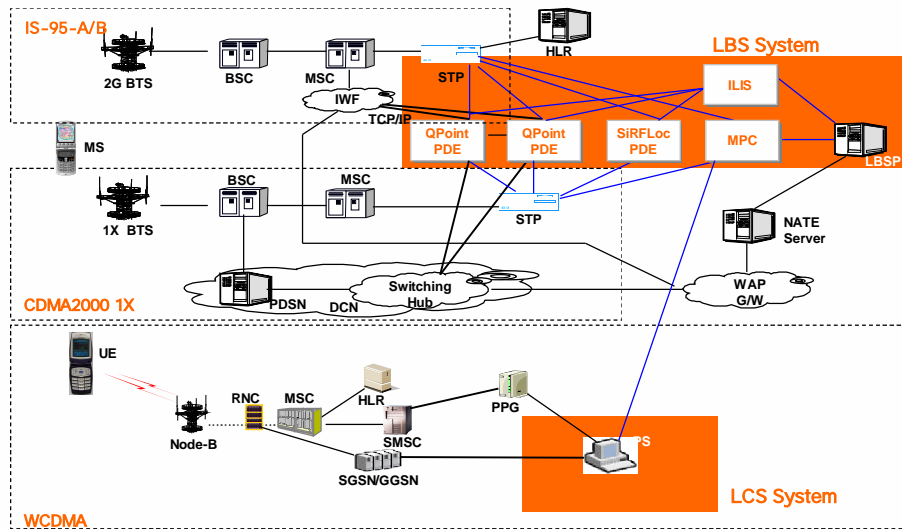 IS-95-A/B
2G BTS
BSC
MSC
STP
HLR
LBS System
ILIS
IWF
TCP/IP
QPoint
PDE
QPoint
PDE
SiRFLoc
PDE
MPC
LBSP
MS
BSC
MSC
STP
1X BTS
NATE
Server
PDSN
DCN
Switching
Hub
WAP
G/W
CDMA2000 1X
UE
Node-B
RNC
MSC
HLR
SMSC
PPG
SGSN/GGSN
LCS System
WCDMA